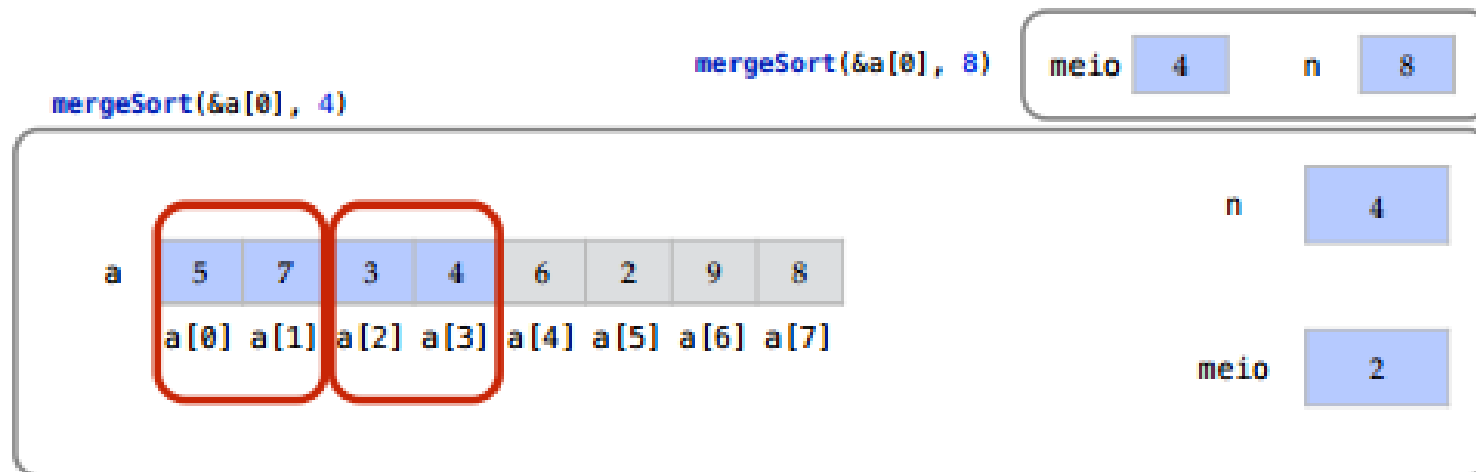 mergeSort(&a[0], 8) meio 4 n 8
mergeSort(&a[0], 4)
n 4
a 5 7 3 4 6 2 9 8
a[0] a[1] a[2] a[3] a[4] a[5] a[6] a[7]
meio 2